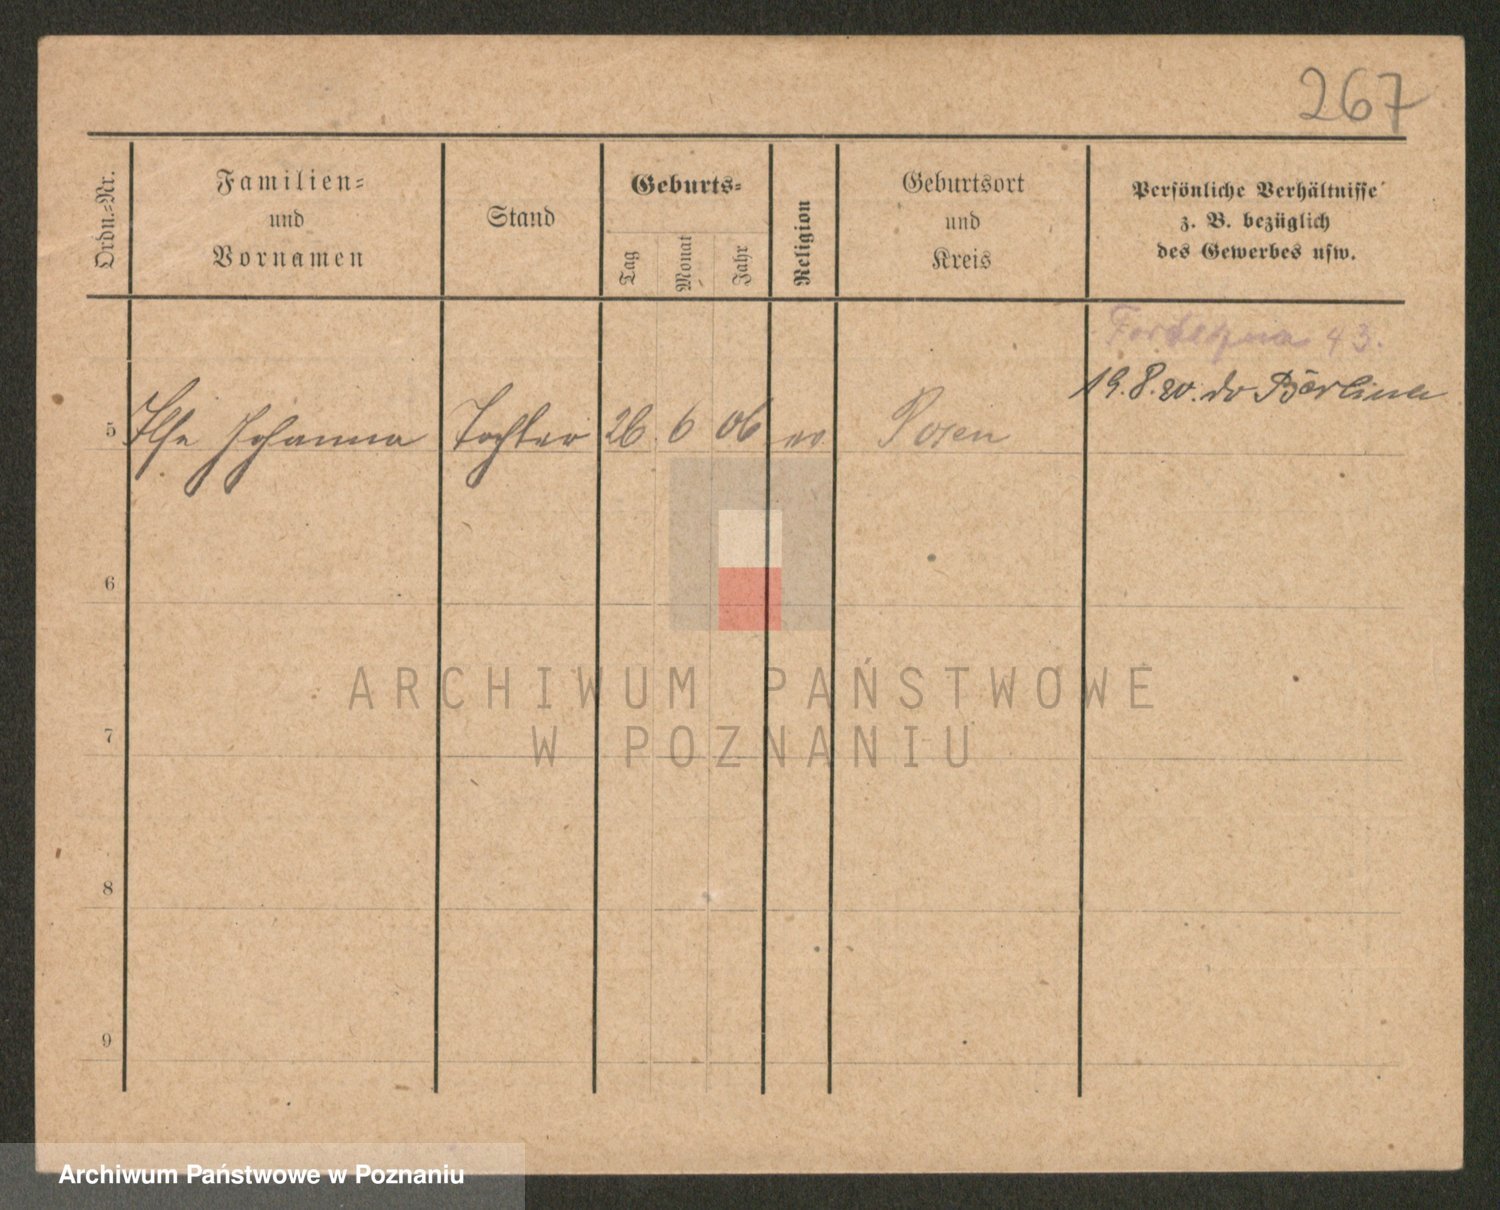 267
Ordn.-Nr.
Familien-
und
Vornamen
Stand
Geburts-
Tag
Monat
Jahr
Religion
Geburtsort
und
Kreis
Persönliche Verhältnisse
z. B. bezüglich
des Gewerbes usw.
43.
19.8.20. do Berlina
5 Ilse Johanna Tochter 26 6 06 ev Posen
6
7
8
9
ARCHIWUM PAŃSTWOWE
W POZNANIU
Archiwum Państwowe w Poznaniu